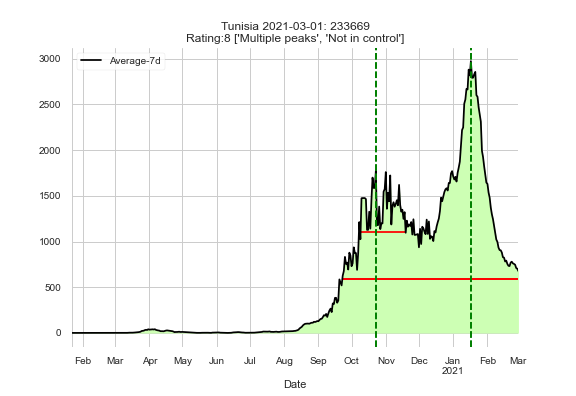 Tunisia 2021-03-01: 233669
Rating:8 ['Multiple peaks', 'Not in control']
Average-7d
3000
2500
2000
1500
1000
500
0
Feb Mar Apr May Jun Jul Aug Sep Oct Nov Dec Jan Feb Mar
2021
Date